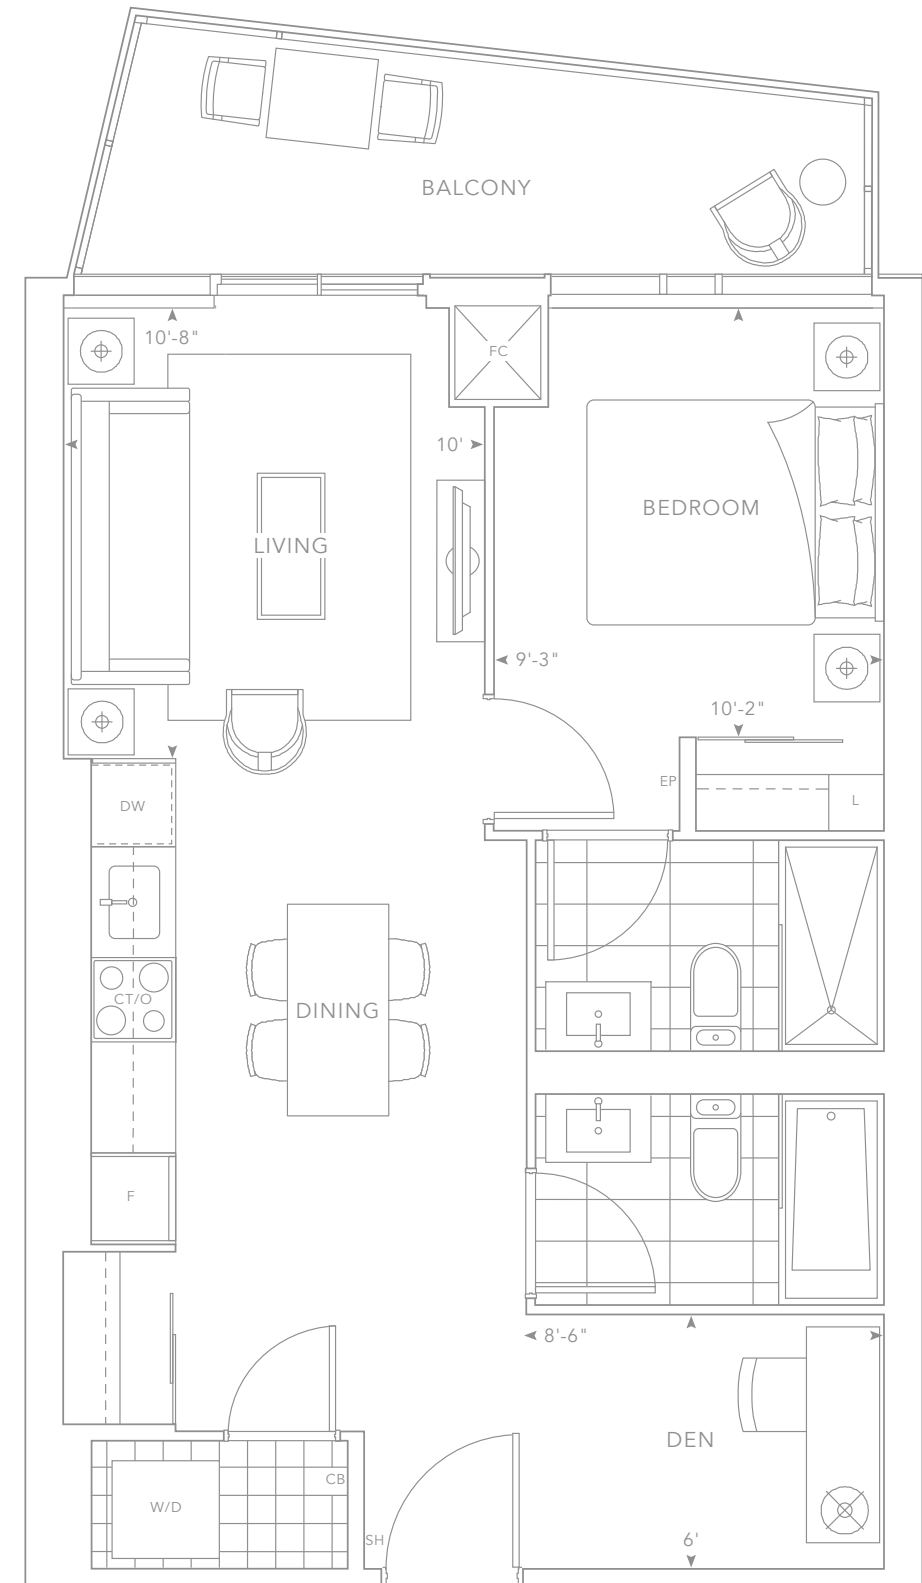 BALCONY
10'-8"
FC
10'
BEDROOM
LIVING
9'-3"
10'-2"
EP
DW
L
CT/O
DINING
F
8'-6"
DEN
CB
W/D
SH
6'